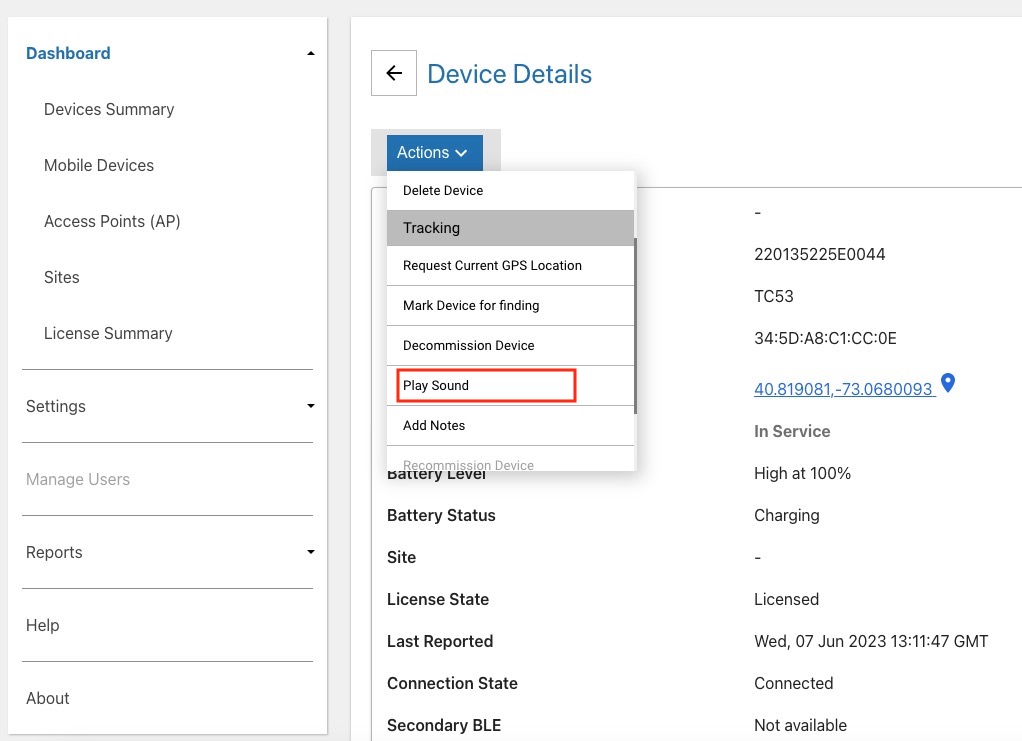 Dashboard
Devices Summary
Mobile Devices
Access Points (AP)
Sites
License Summary
Settings
Manage Users
Reports
Help
About
Device Details
Actions
Delete Device
Tracking
Request Current GPS Location
Mark Device for finding
Decommission Device
Play Sound
Add Notes
Recommission Device
-
220135225E0044
TC53
34:5D:A8:C1:CC:0E
40.819081,-73.0680093
In Service
Battery Level High at 100%
Battery Status Charging
Site -
License State Licensed
Last Reported Wed, 07 Jun 2023 13:11:47 GMT
Connection State Connected
Secondary BLE Not available